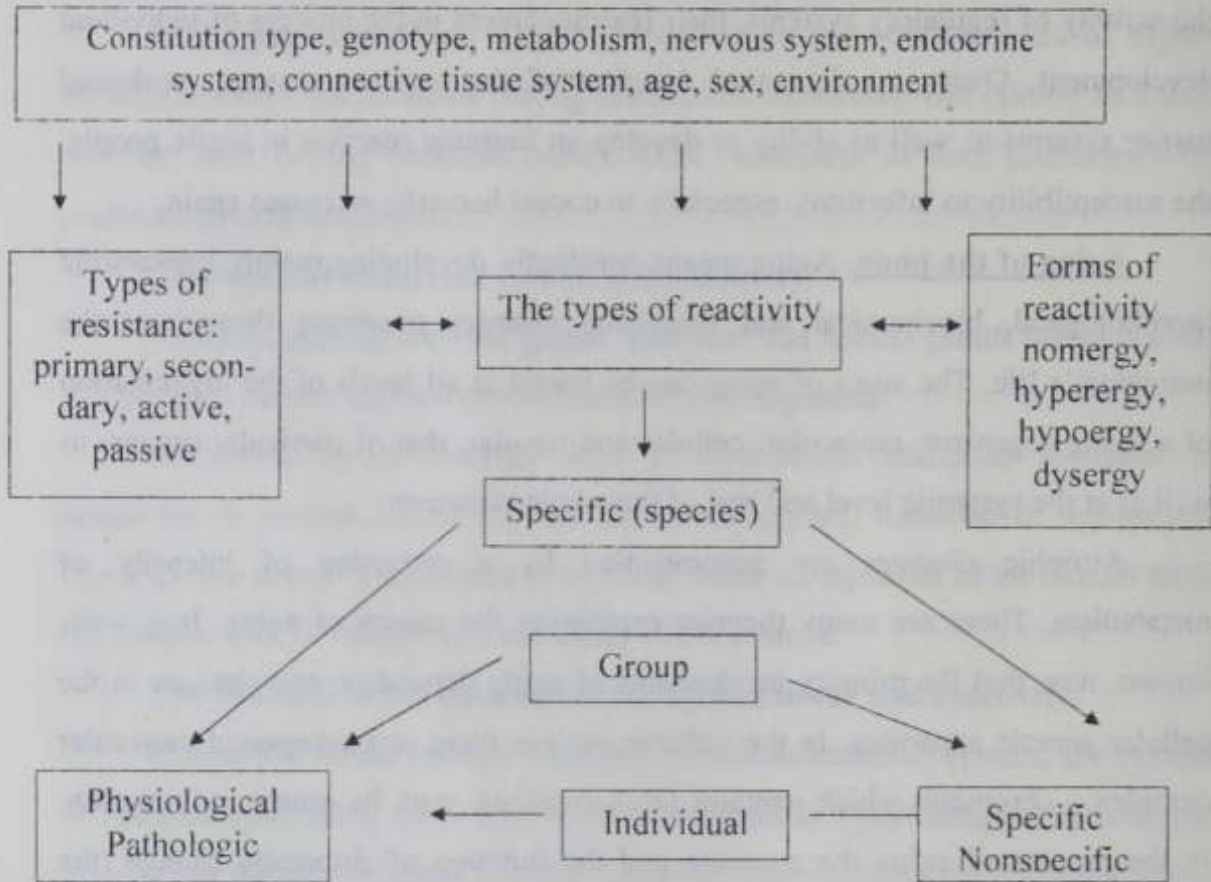 Constitution type, genotype, metabolism, nervous system, endocrine
system, connective tissue system, age, sex, environment
Types of
resistance:
primary, secon-
dary, active,
passive
The types of reactivity
Forms of
reactivity
nomergy,
hyperergy,
hypoergy,
dysergy
Specific (species)
Group
Physiological
Pathologic
Individual
Specific
Nonspecific